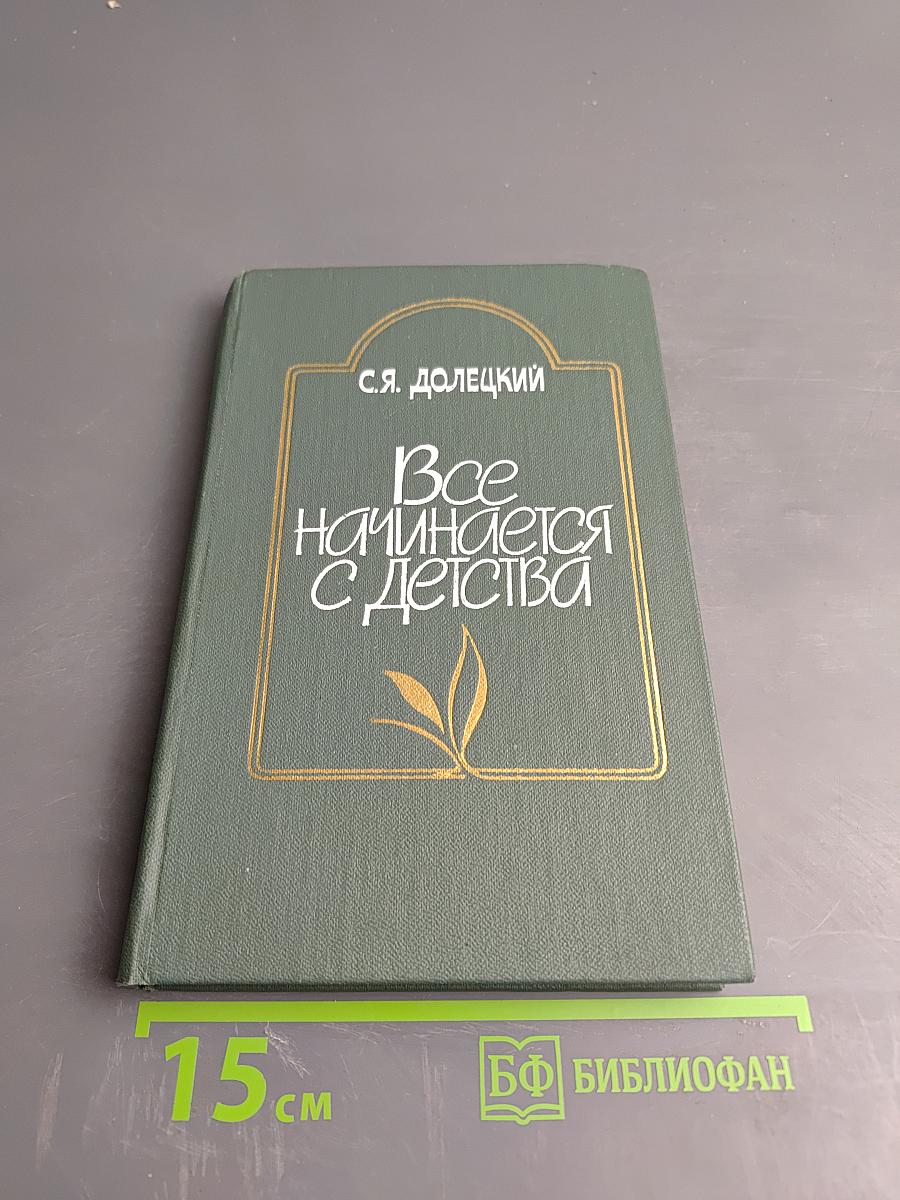 С.Я. ДОЛЕЦКИЙ
Все
начинается
с детства
15 см
БФ БИБЛИОФАН